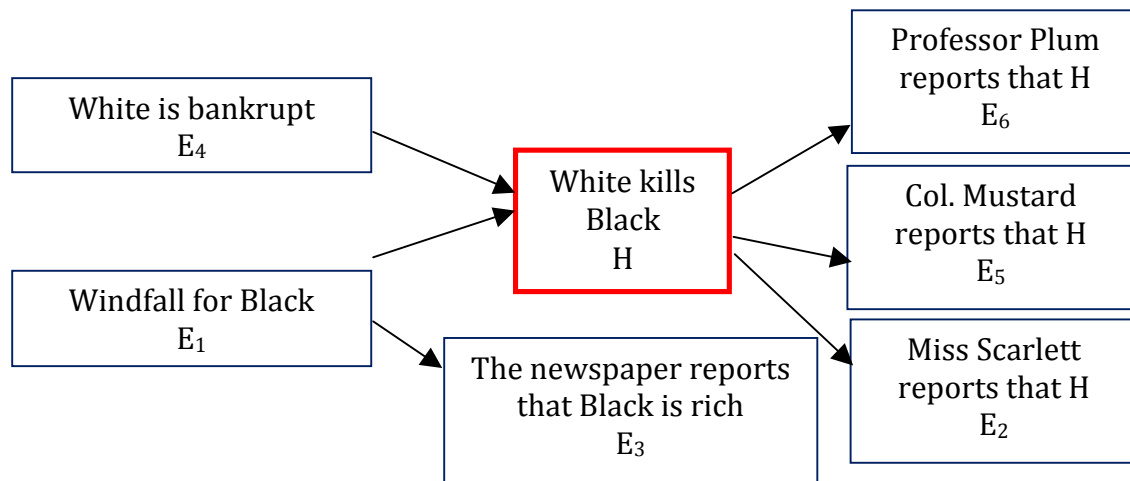 White is bankrupt
E₄
Windfall for Black
E₁
White kills
Black
H
The newspaper reports
that Black is rich
E₃
Professor Plum
reports that H
E₆
Col. Mustard
reports that H
E₅
Miss Scarlett
reports that H
E₂